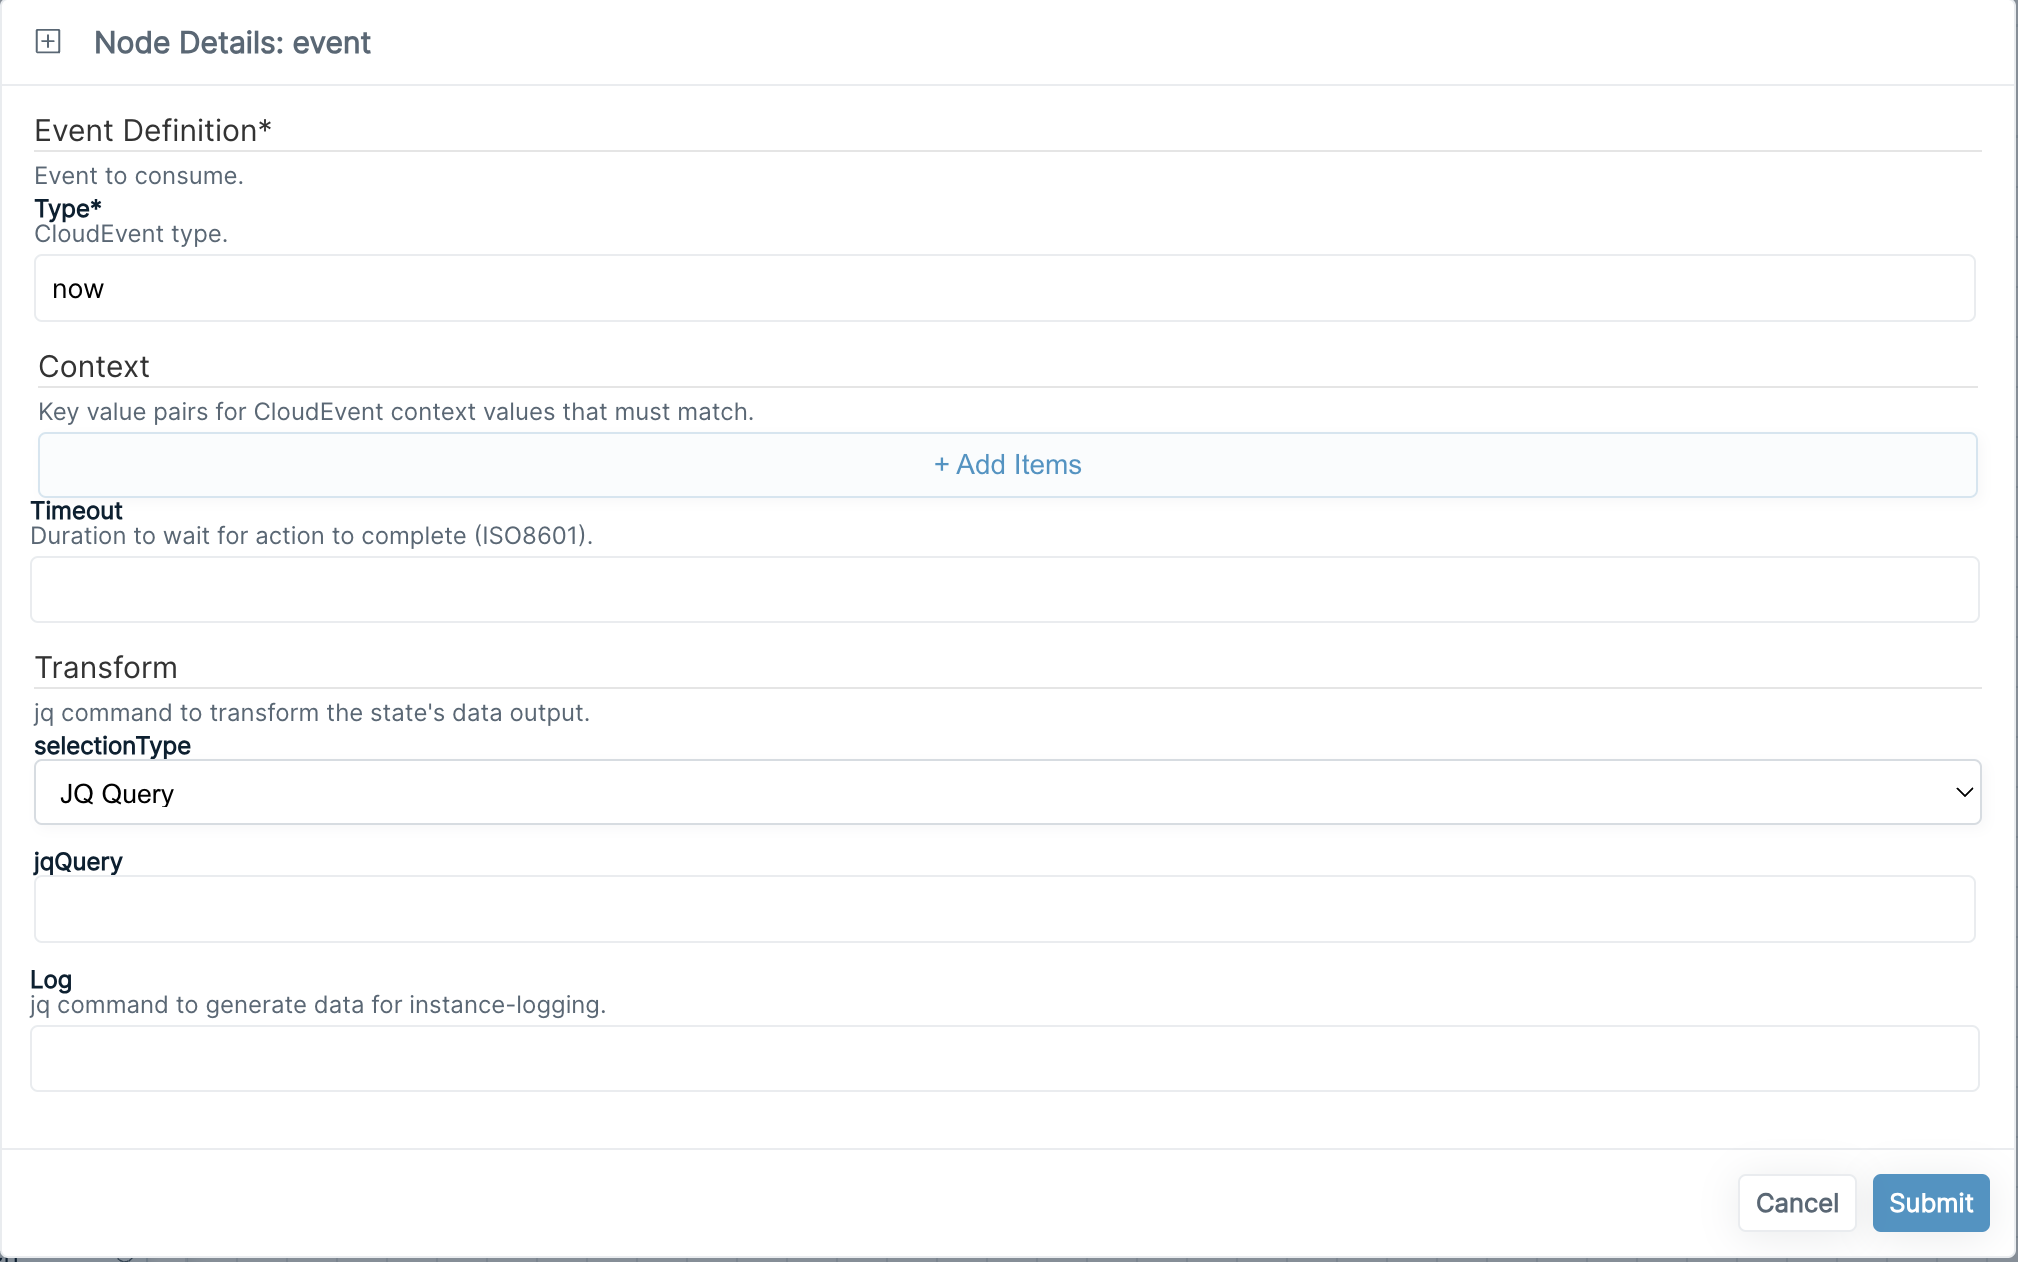 Node Details: event
Event Definition*
Event to consume.
Type*
CloudEvent type.
now
Context
Key value pairs for CloudEvent context values that must match.
+ Add Items
Timeout
Duration to wait for action to complete (ISO8601).
Transform
jq command to transform the state's data output.
selectionType
JQ Query
jqQuery
Log
jq command to generate data for instance-logging.
Cancel
Submit